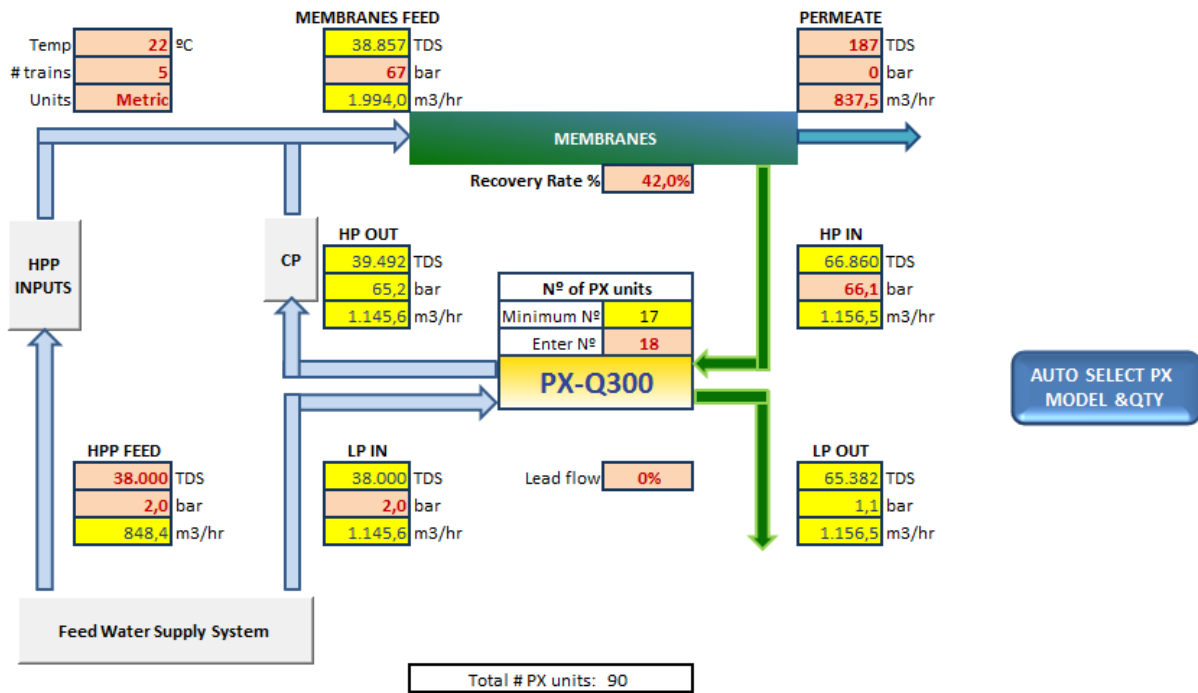 MEMBRANES FEED
PERMEATE
Temp 22 ºC
38.857 TDS
187 TDS
# trains 5
67 bar
0 bar
Units Metric
1.994,0 m3/hr
837,5 m3/hr
MEMBRANES
Recovery Rate % 42,0%
HPP
INPUTS
CP
HP OUT
39.492 TDS
65,2 bar
1.145,6 m3/hr
HP IN
66.860 TDS
66,1 bar
1.156,5 m3/hr
Nº of PX units
Minimum Nº 17
Enter Nº 18
PX-Q300
AUTO SELECT PX
MODEL &QTY
HPP FEED
38.000 TDS
2,0 bar
848,4 m3/hr
LP IN
38.000 TDS
2,0 bar
1.145,6 m3/hr
Lead flow 0%
LP OUT
65.382 TDS
1,1 bar
1.156,5 m3/hr
Feed Water Supply System
Total # PX units: 90